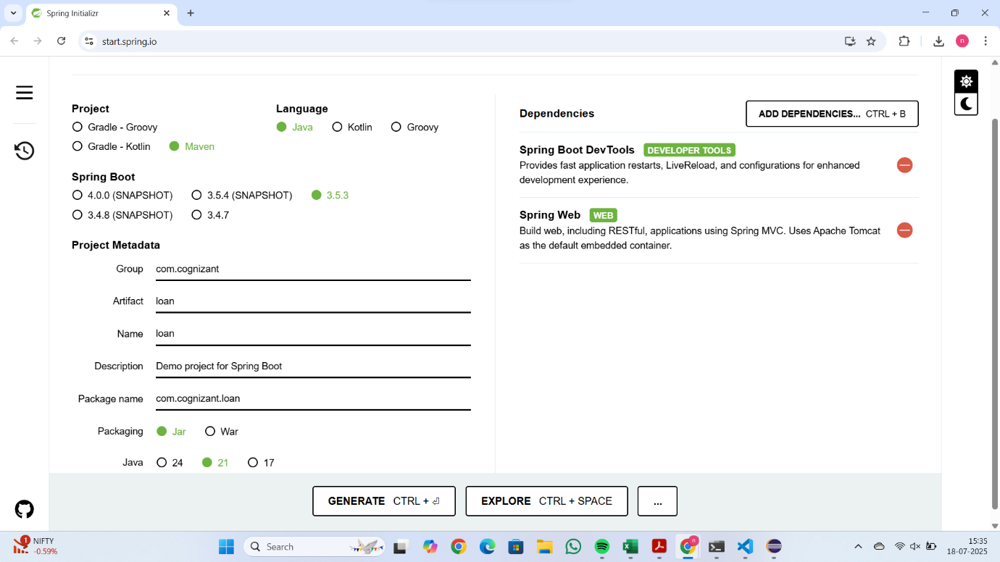 Spring Initializr
start.spring.io
n
Project
Language
Gradle - Groovy
Java Kotlin Groovy
Gradle - Kotlin Maven
Spring Boot
4.0.0 (SNAPSHOT) 3.5.4 (SNAPSHOT) 3.5.3
3.4.8 (SNAPSHOT) 3.4.7
Project Metadata
Group com.cognizant
Artifact loan
Name loan
Description Demo project for Spring Boot
Package name com.cognizant.loan
Packaging Jar War
Java 24 21 17
Dependencies
ADD DEPENDENCIES... CTRL + B
Spring Boot DevTools DEVELOPER TOOLS
Provides fast application restarts, LiveReload, and configurations for enhanced
development experience.
Spring Web WEB
Build web, including RESTful, applications using Spring MVC. Uses Apache Tomcat
as the default embedded container.
GENERATE CTRL + ⏎
EXPLORE CTRL + SPACE
...
1
NIFTY
-0.59%
Search
n
15:35
18-07-2025